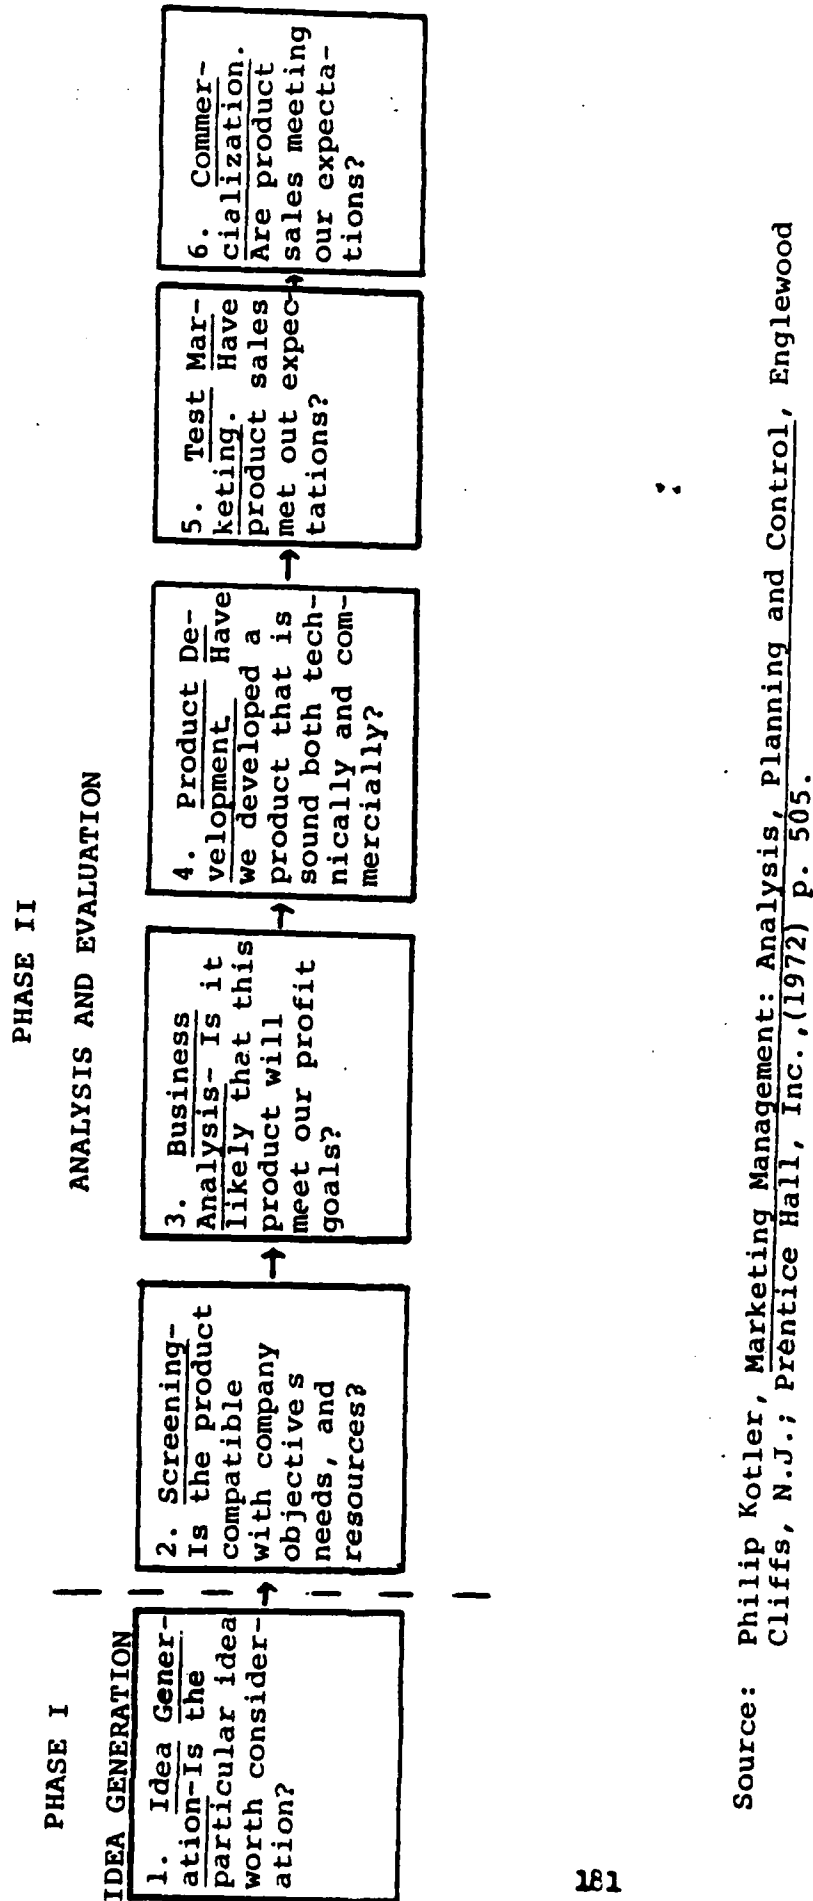 PHASE I
IDEA GENERATION
1. Idea Gener-
ation-Is the
particular idea
worth consider-
ation?
PHASE II
ANALYSIS AND EVALUATION
2. Screening-
Is the product
compatible
with company
objectives
needs, and
resources?
3. Business
Analysis- Is it
likely that this
product will
meet our profit
goals?
4. Product De-
velopment Have
we developed a
product that is
sound both tech-
nically and com-
mercially?
5. Test Mar-
keting. Have
product sales
met out expec-
tations?
6. Commer-
cialization.
Are product
sales meeting
our expecta-
tions?
Source: Philip Kotler, Marketing Management: Analysis, Planning and Control, Englewood
Cliffs, N.J.; Prentice Hall, Inc.,(1972) p. 505.
181